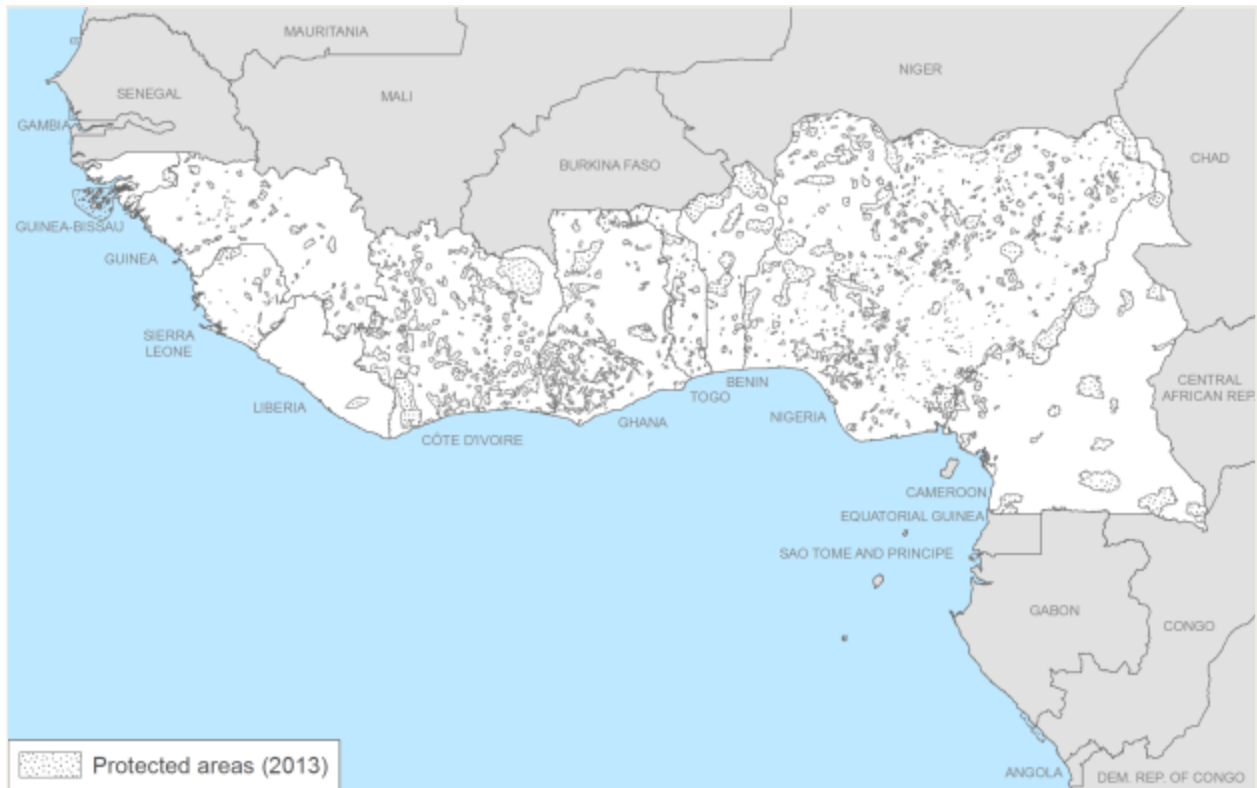 MAURITANIA
NIGER
SENEGAL
MALI
GAMBIA
CHAD
BURKINA FASO
GUINEA-BISSAU
GUINEA
SIERRA
LEONE
CENTRAL
AFRICAN REP.
BENIN
TOGO
LIBERIA
NIGERIA
GHANA
CÔTE D'IVOIRE
CAMEROON
EQUATORIAL GUINEA
SAO TOME AND PRINCIPE
GABON
CONGO
Protected areas (2013)
ANGOLA
DEM. REP. OF CONGO